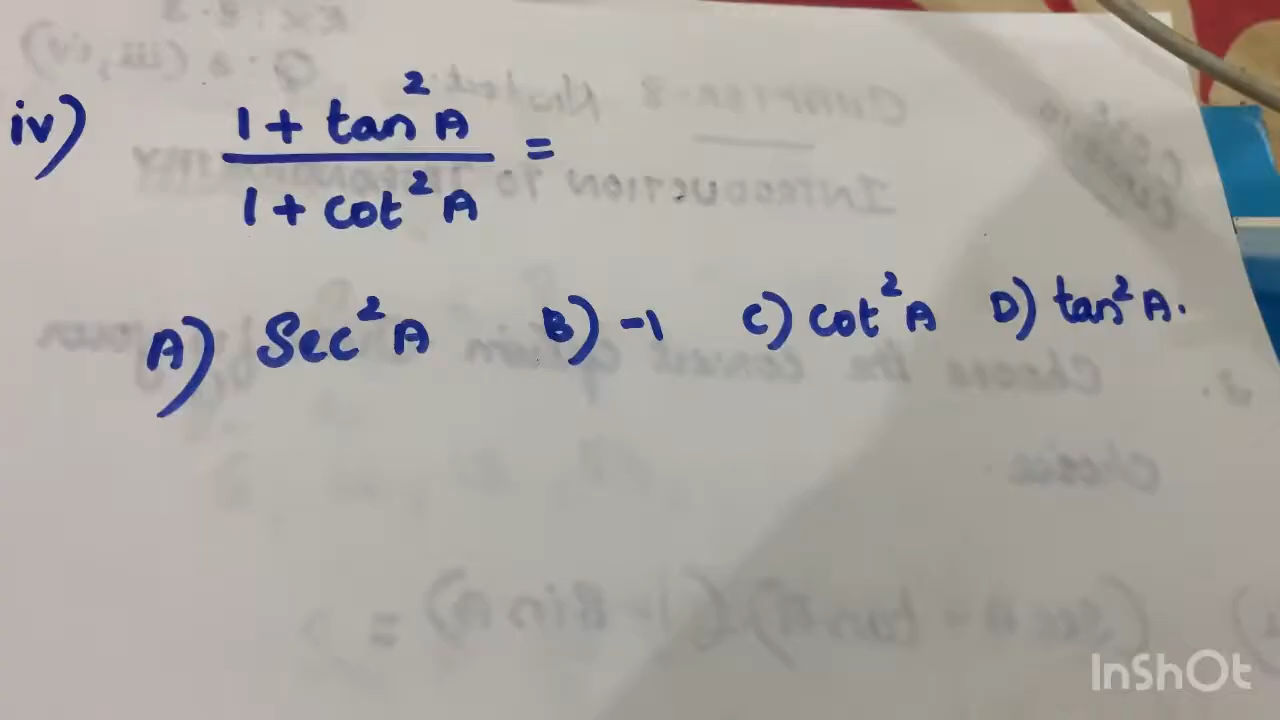 iv) 1 + tan²A
1 + cot²A =
A) Sec²A B) -1 C) cot²A D) tan²A.
InShOt